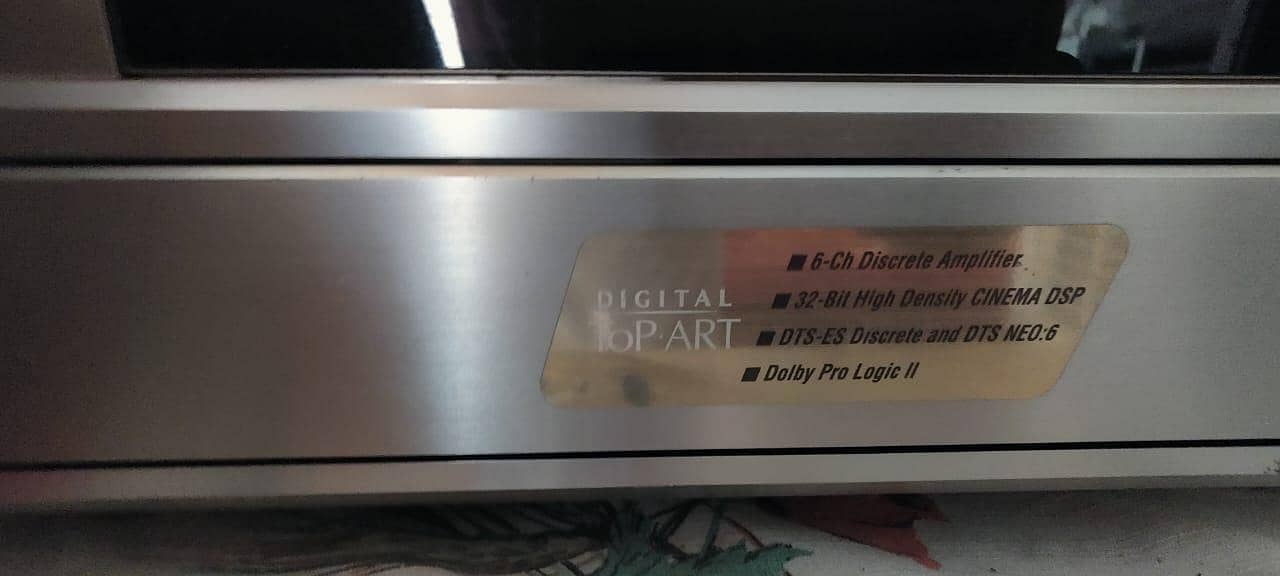 DIGITAL
ToP·ART
■ 6-Ch Discrete Amplifier
■ 32-Bit High Density CINEMA DSP
■ DTS-ES Discrete and DTS NEO:6
■ Dolby Pro Logic II